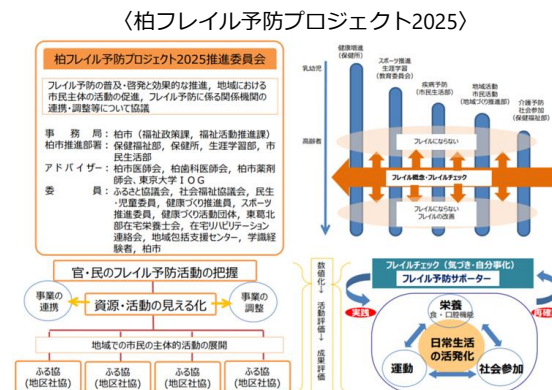 〈柏フレイル予防プロジェクト2025〉
柏フレイル予防プロジェクト2025推進委員会
フレイル予防の普及・啓発と効果的な推進，地域における
市民主体の活動の促進，フレイル予防に係る関係機関の
連携・調整等について協議
事務局：柏市（福祉政策課，福祉活動推進課）
柏市推進部署：保健福祉部，保健所，生涯学習部，市
民生活部
アドバイザー：柏市医師会，柏歯科医師会，柏市薬剤
師会、東京大学ＩＯＧ
委員：ふるさと協議会，社会福祉協議会，民生
・児童委員，健康づくり推進員，スポーツ
推進委員，健康づくり活動団体，東葛北
部在宅栄養士会，在宅リハビリテーション
連絡会，地域包括支援センター，学識経
験者，柏市
健康増進
（保健所）
スポーツ推進
生涯学習
（教育委員会）
疾病予防
（市民生活部）
地域活動
市民活動
（地域づくり推進部）
介護予防
社会参加
（保健福祉部）
乳幼児
高齢者
フレイルにならない
フレイル概念・フレイルチェック
フレイルにならない
フレイルの改善
官・民のフレイル予防活動の把握
事業の
連携
資源・活動の見える化
事業の
調整
地域での市民の主体的活動の展開
ふる協
（地区社協）
ふる協
（地区社協）
ふる協
（地区社協）
ふる協
（地区社協）
数値化↓活動評価↓成果評価
フレイルチェック（気づき・自分事化）
フレイル予防サポーター
実践
再確認
栄養
食・口腔機能
日常生活
の活発化
運動
社会参加